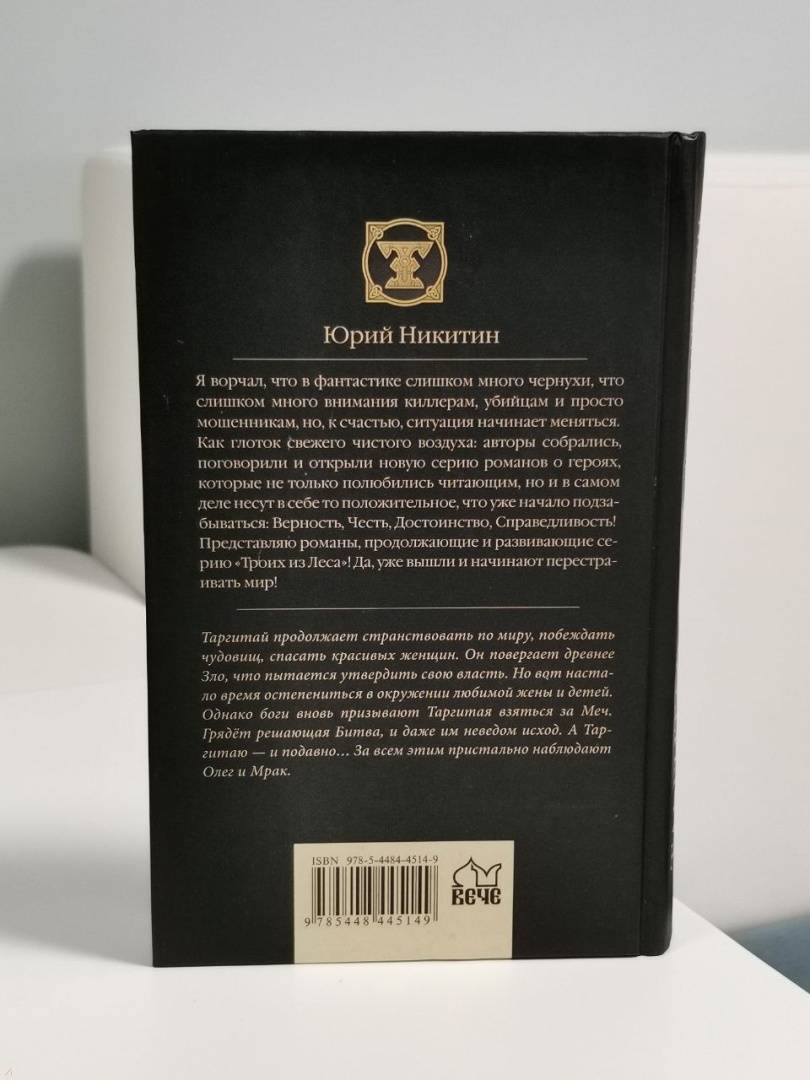 Юрий Никитин
Я ворчал, что в фантастике слишком много чернухи, что
слишком много внимания киллерам, убийцам и просто
мошенникам, но, к счастью, ситуация начинает меняться.
Как глоток свежего чистого воздуха: авторы собрались,
поговорили и открыли новую серию романов о героях,
которые не только полюбились читающим, но и в самом
деле несут в себе то положительное, что уже начало подза-
бываться: Верность, Честь, Достоинство, Справедливость!
Представляю романы, продолжающие и развивающие се-
рию «Троих из Леса»! Да, уже вышли и начинают перестра-
ивать мир!
Таргитай продолжает странствовать по миру, побеждать
чудовищ, спасать красивых женщин. Он повергает древнее
Зло, что пытается утвердить свою власть. Но вот наста-
ло время остепениться в окружении любимой жены и детей.
Однако боги вновь призывают Таргитая взяться за Меч.
Грядёт решающая Битва, и даже им неведом исход. А Тар-
гитаю — и подавно… За всем этим пристально наблюдают
Олег и Мрак.
ISBN 978-5-4484-4514-9
9 785448 445149
ВЕЧЕ